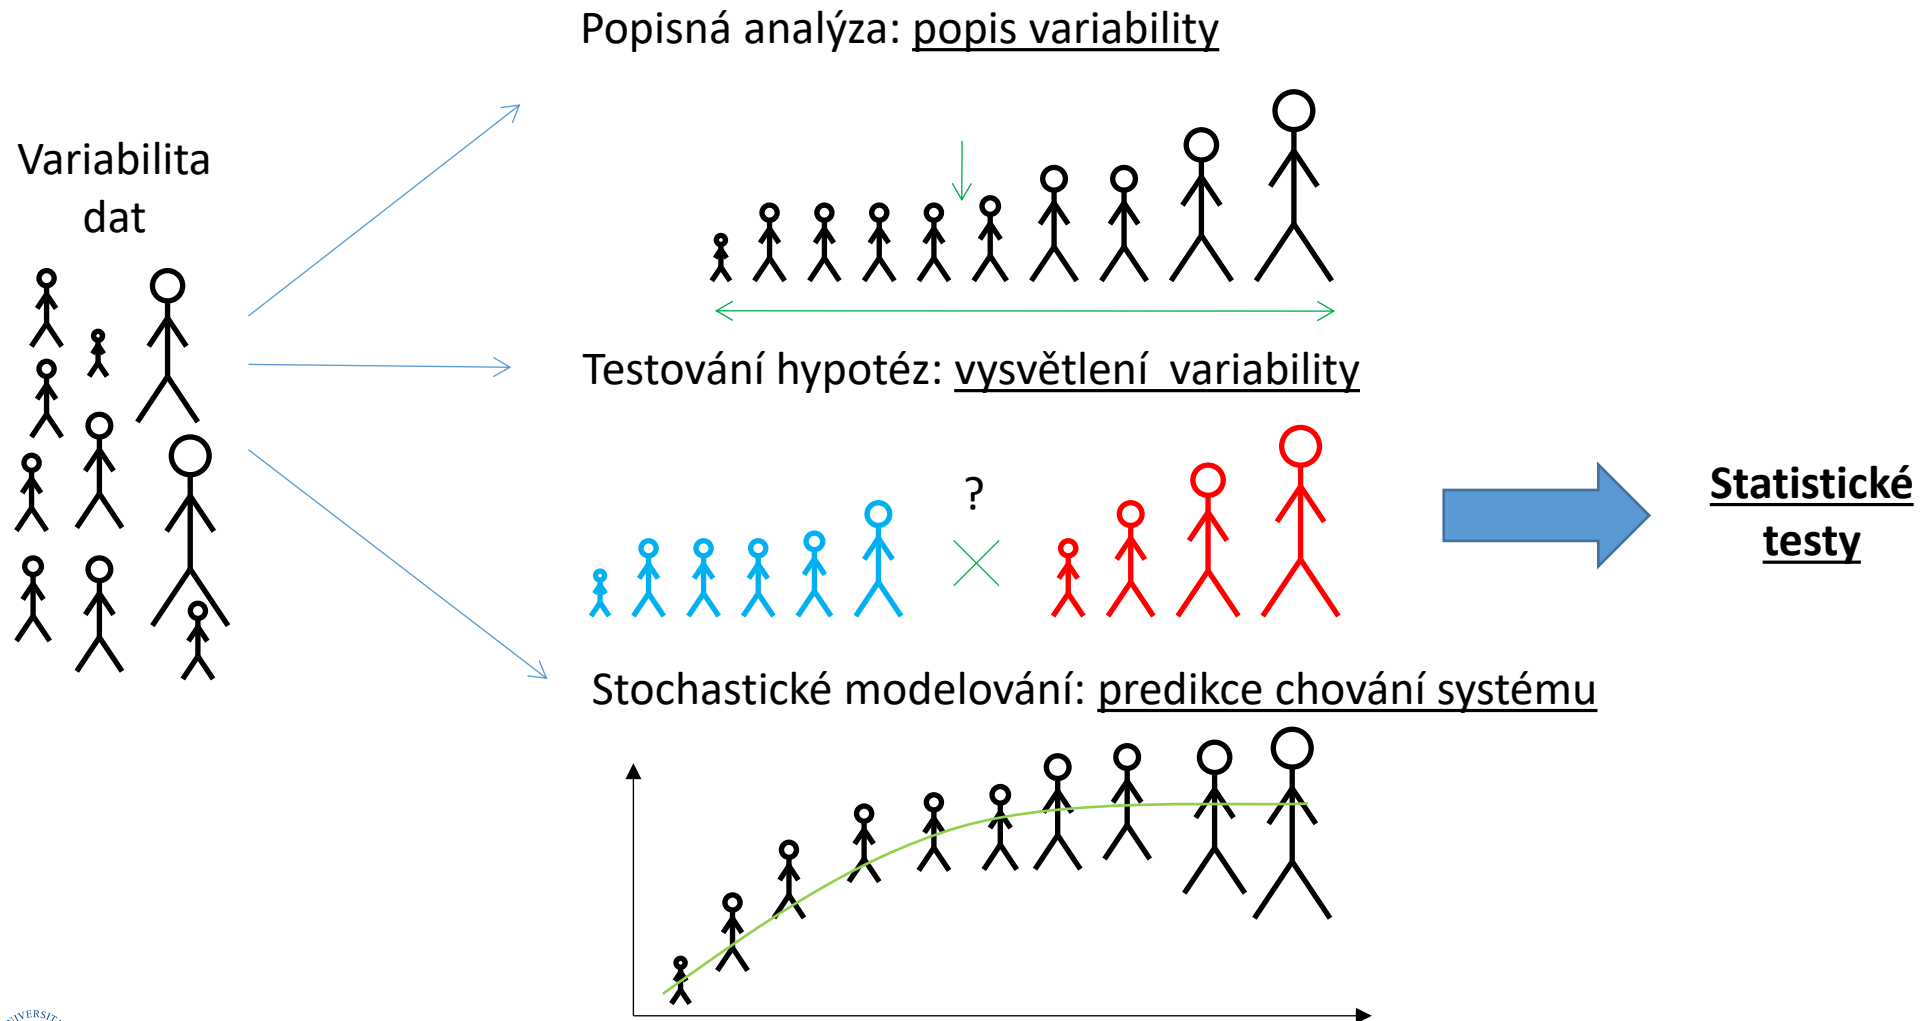 Popisná analýza: popis variability
Variabilita
dat
Testování hypotéz: vysvětlení  variability
?
Statistické
testy
Stochastické modelování: predikce chování systému